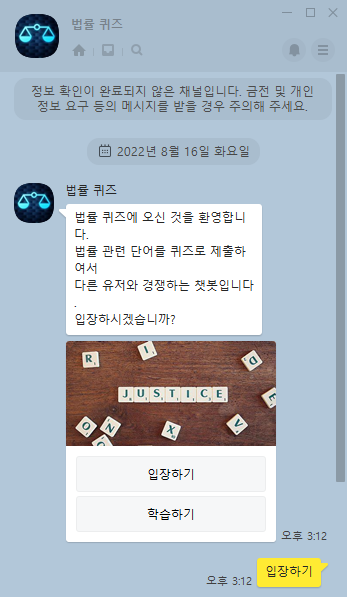 법률 퀴즈
정보 확인이 완료되지 않은 채널입니다. 금전 및 개인
정보 요구 등의 메시지를 받을 경우 주의해 주세요.
2022년 8월 16일 화요일
법률 퀴즈
법률 퀴즈에 오신 것을 환영합니
다.
법률 관련 단어를 퀴즈로 제출하
여서
다른 유저와 경쟁하는 챗봇입니다
.
입장하시겠습니까?
R I D
JUSTICE
E
O N X V
C
입장하기
학습하기
오후 3:12
오후 3:12 입장하기